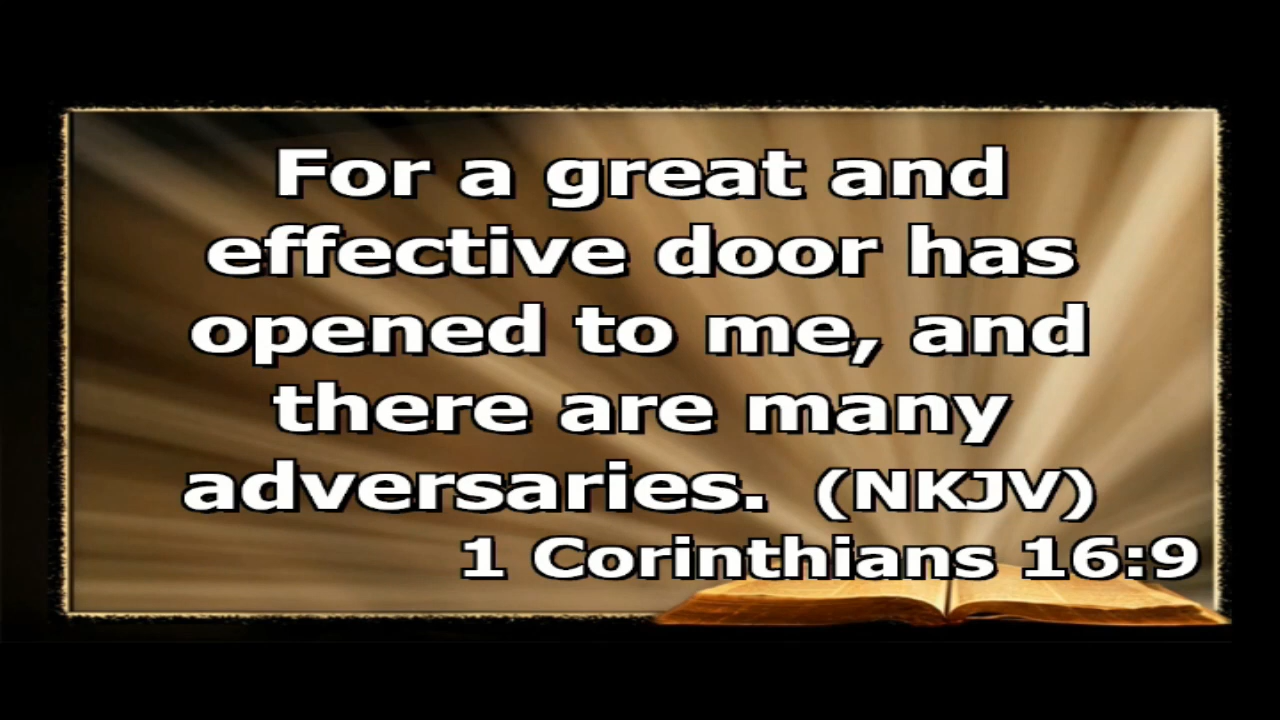 For a great and
effective door has
opened to me, and
there are many
adversaries. (NKJV)
1 Corinthians 16:9